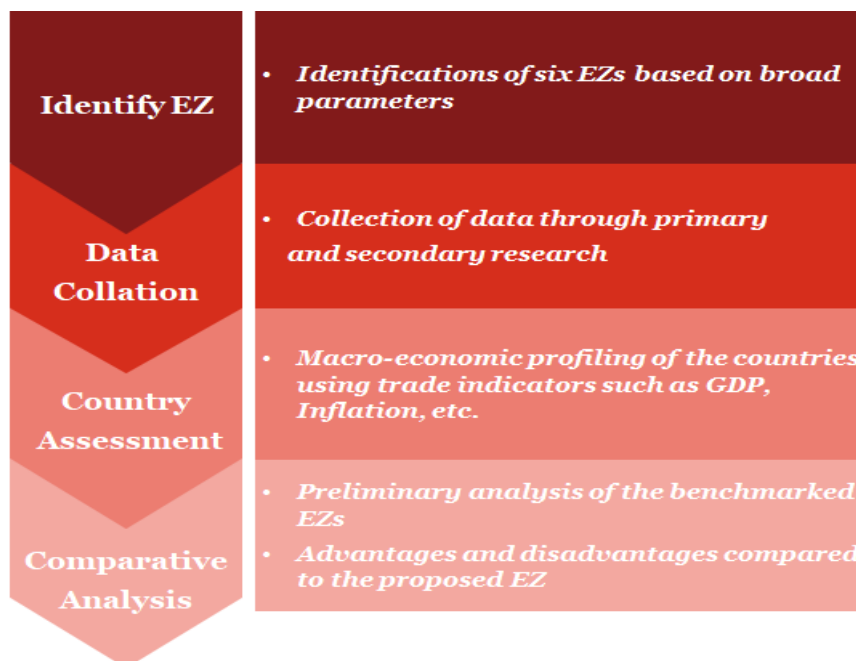 Identify EZ
• Identifications of six EZs based on broad
parameters
Data
Collation
• Collection of data through primary
and secondary research
Country
Assessment
• Macro-economic profiling of the countries
using trade indicators such as GDP,
Inflation, etc.
Comparative
Analysis
• Preliminary analysis of the benchmarked
EZs
• Advantages and disadvantages compared
to the proposed EZ